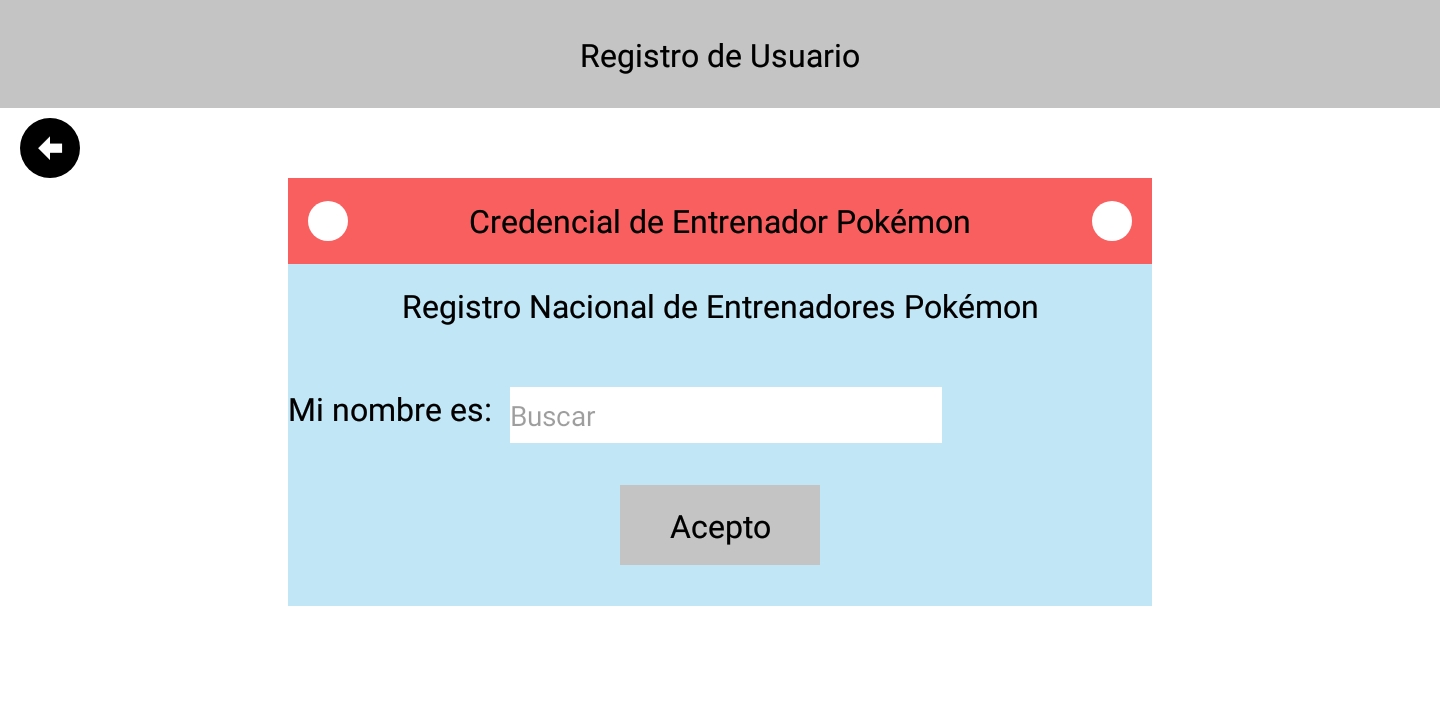 Registro de Usuario
Credencial de Entrenador Pokémon
Registro Nacional de Entrenadores Pokémon
Mi nombre es: Buscar
Acepto